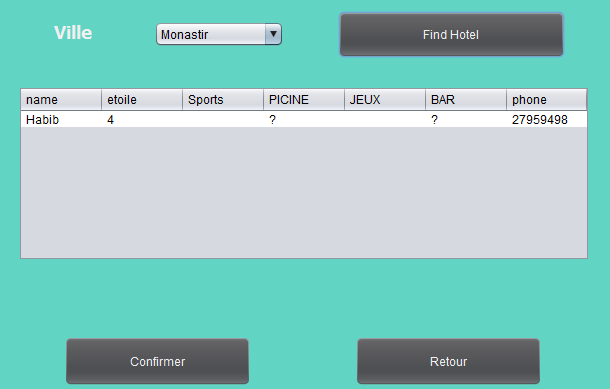 Ville Monastir Find Hotel
name etoile Sports PICINE JEUX BAR phone
Habib 4 ? ? 27959498
Confirmer Retour